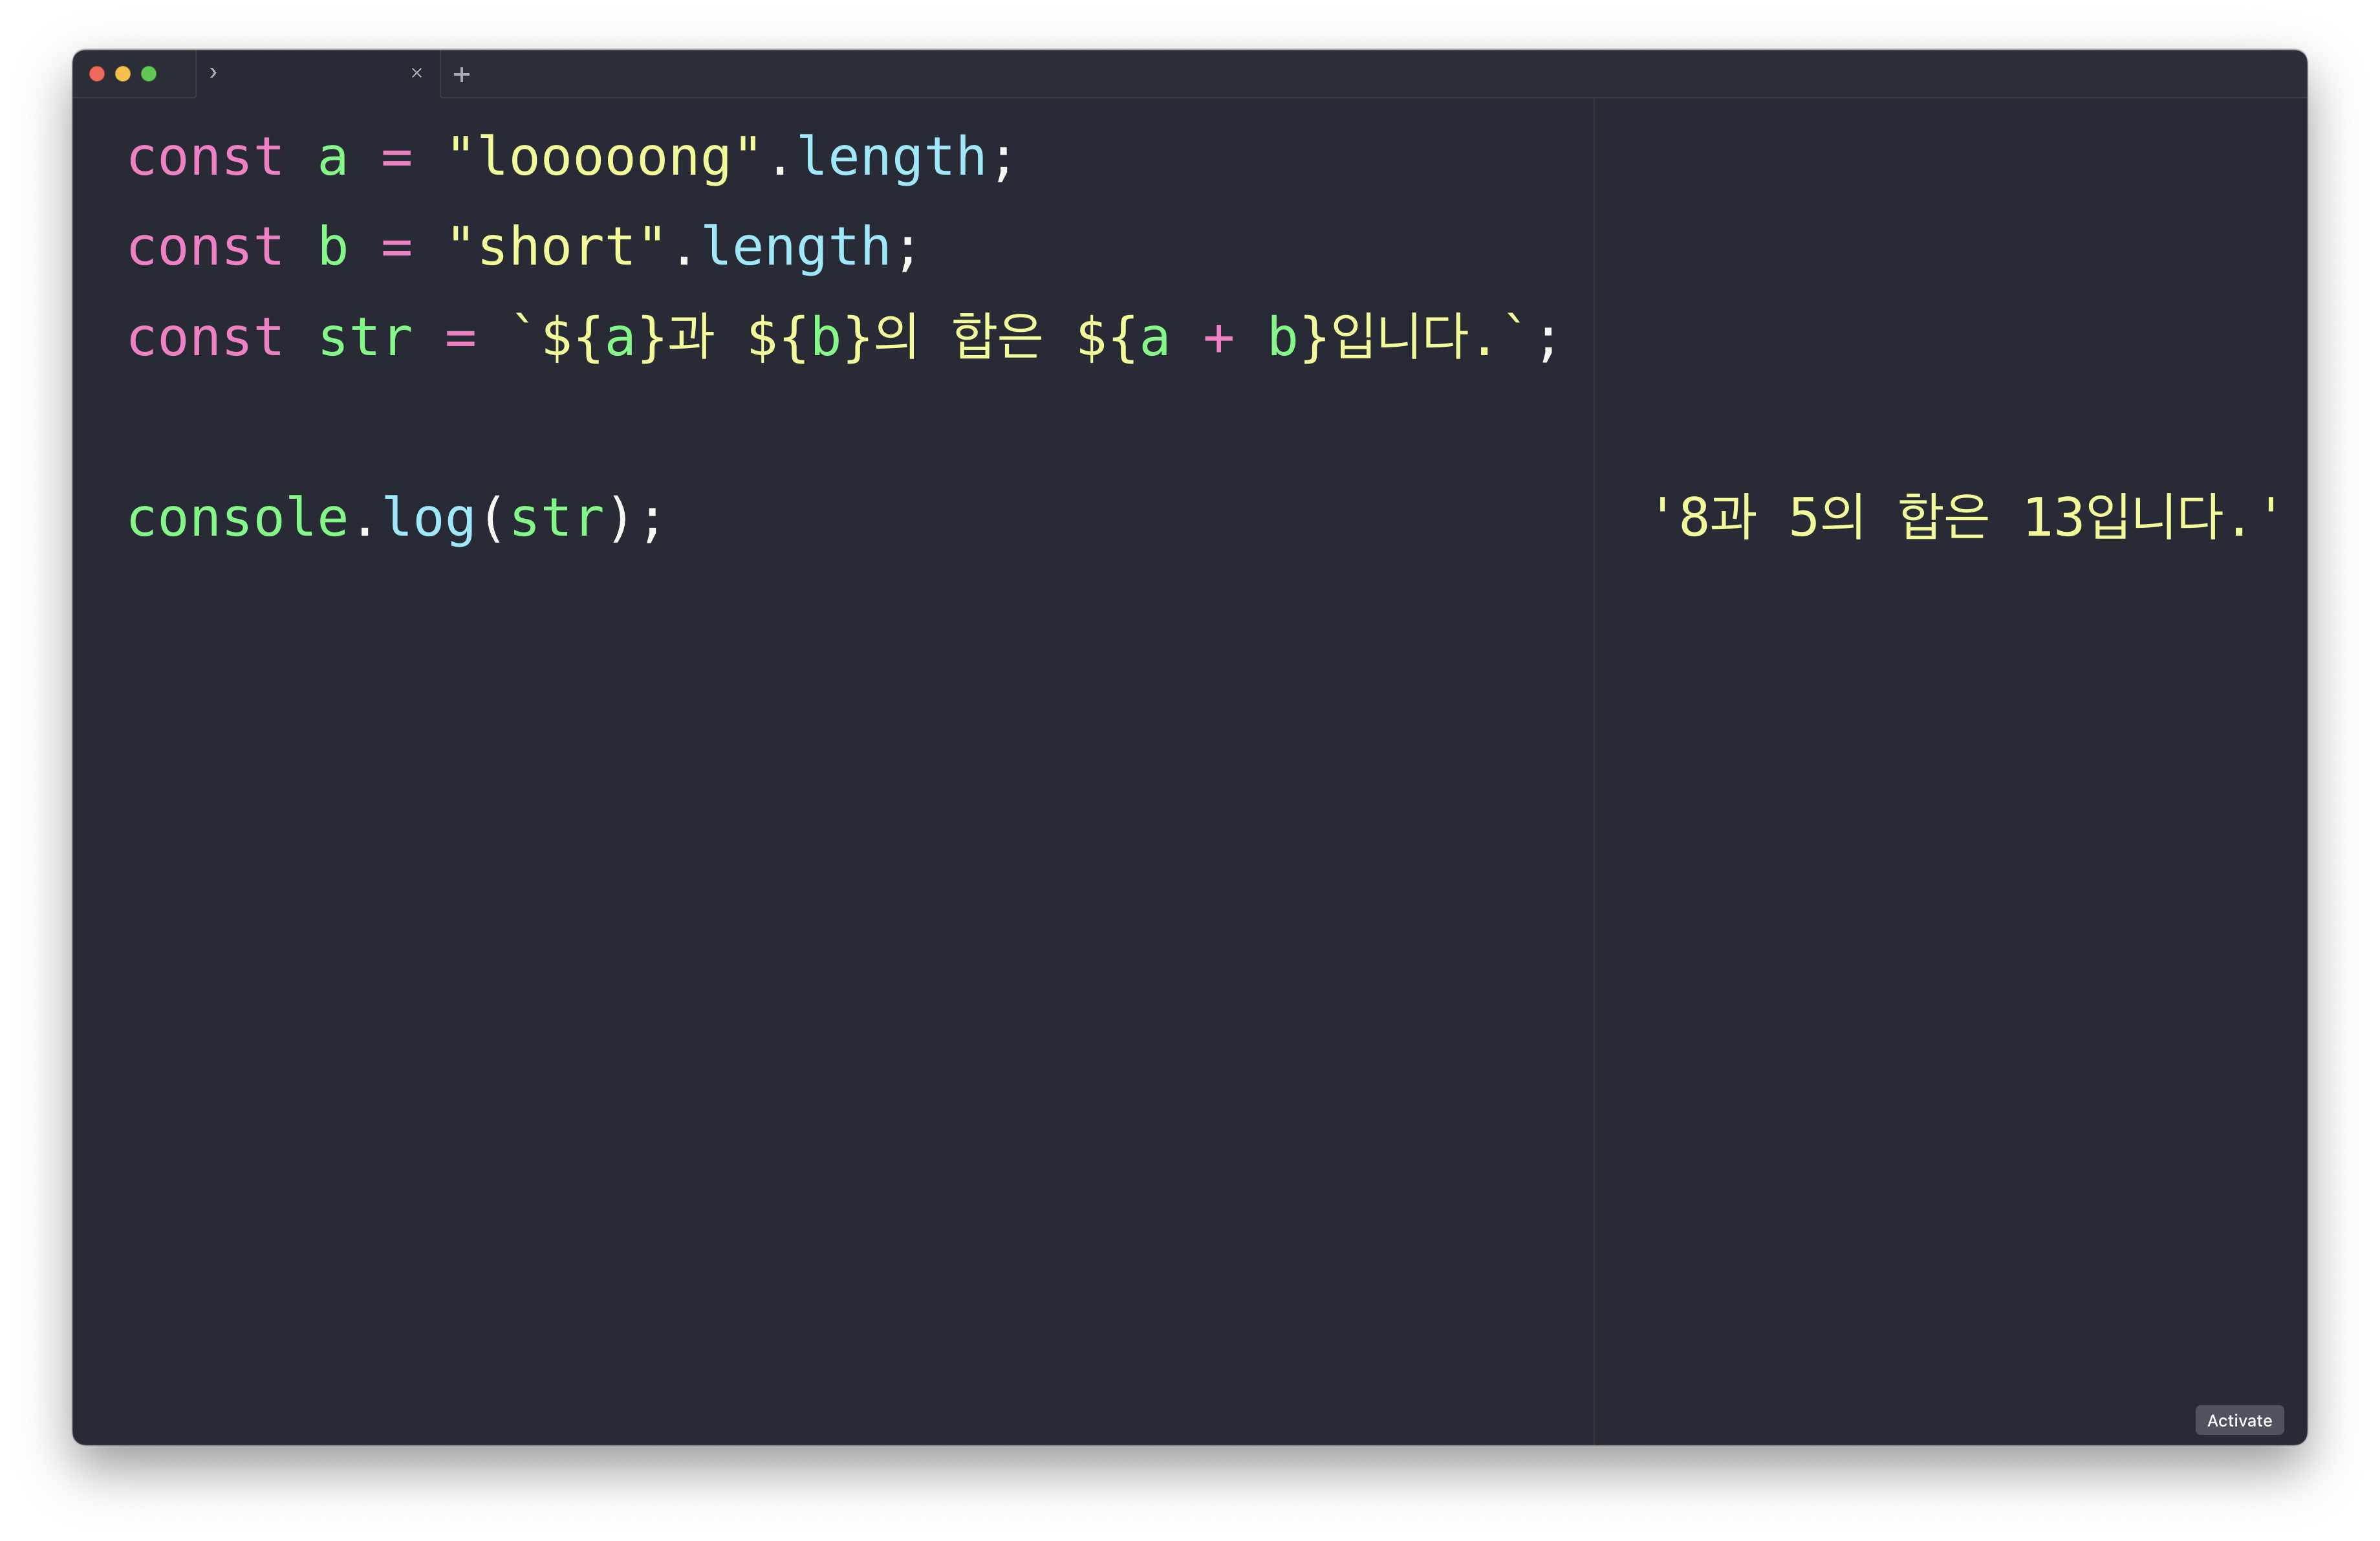 const a = "looooong".length;
const b = "short".length;
const str = `${a}과 ${b}의 합은 ${a + b}입니다.`;
console.log(str);
'8과 5의 합은 13입니다.'
Activate